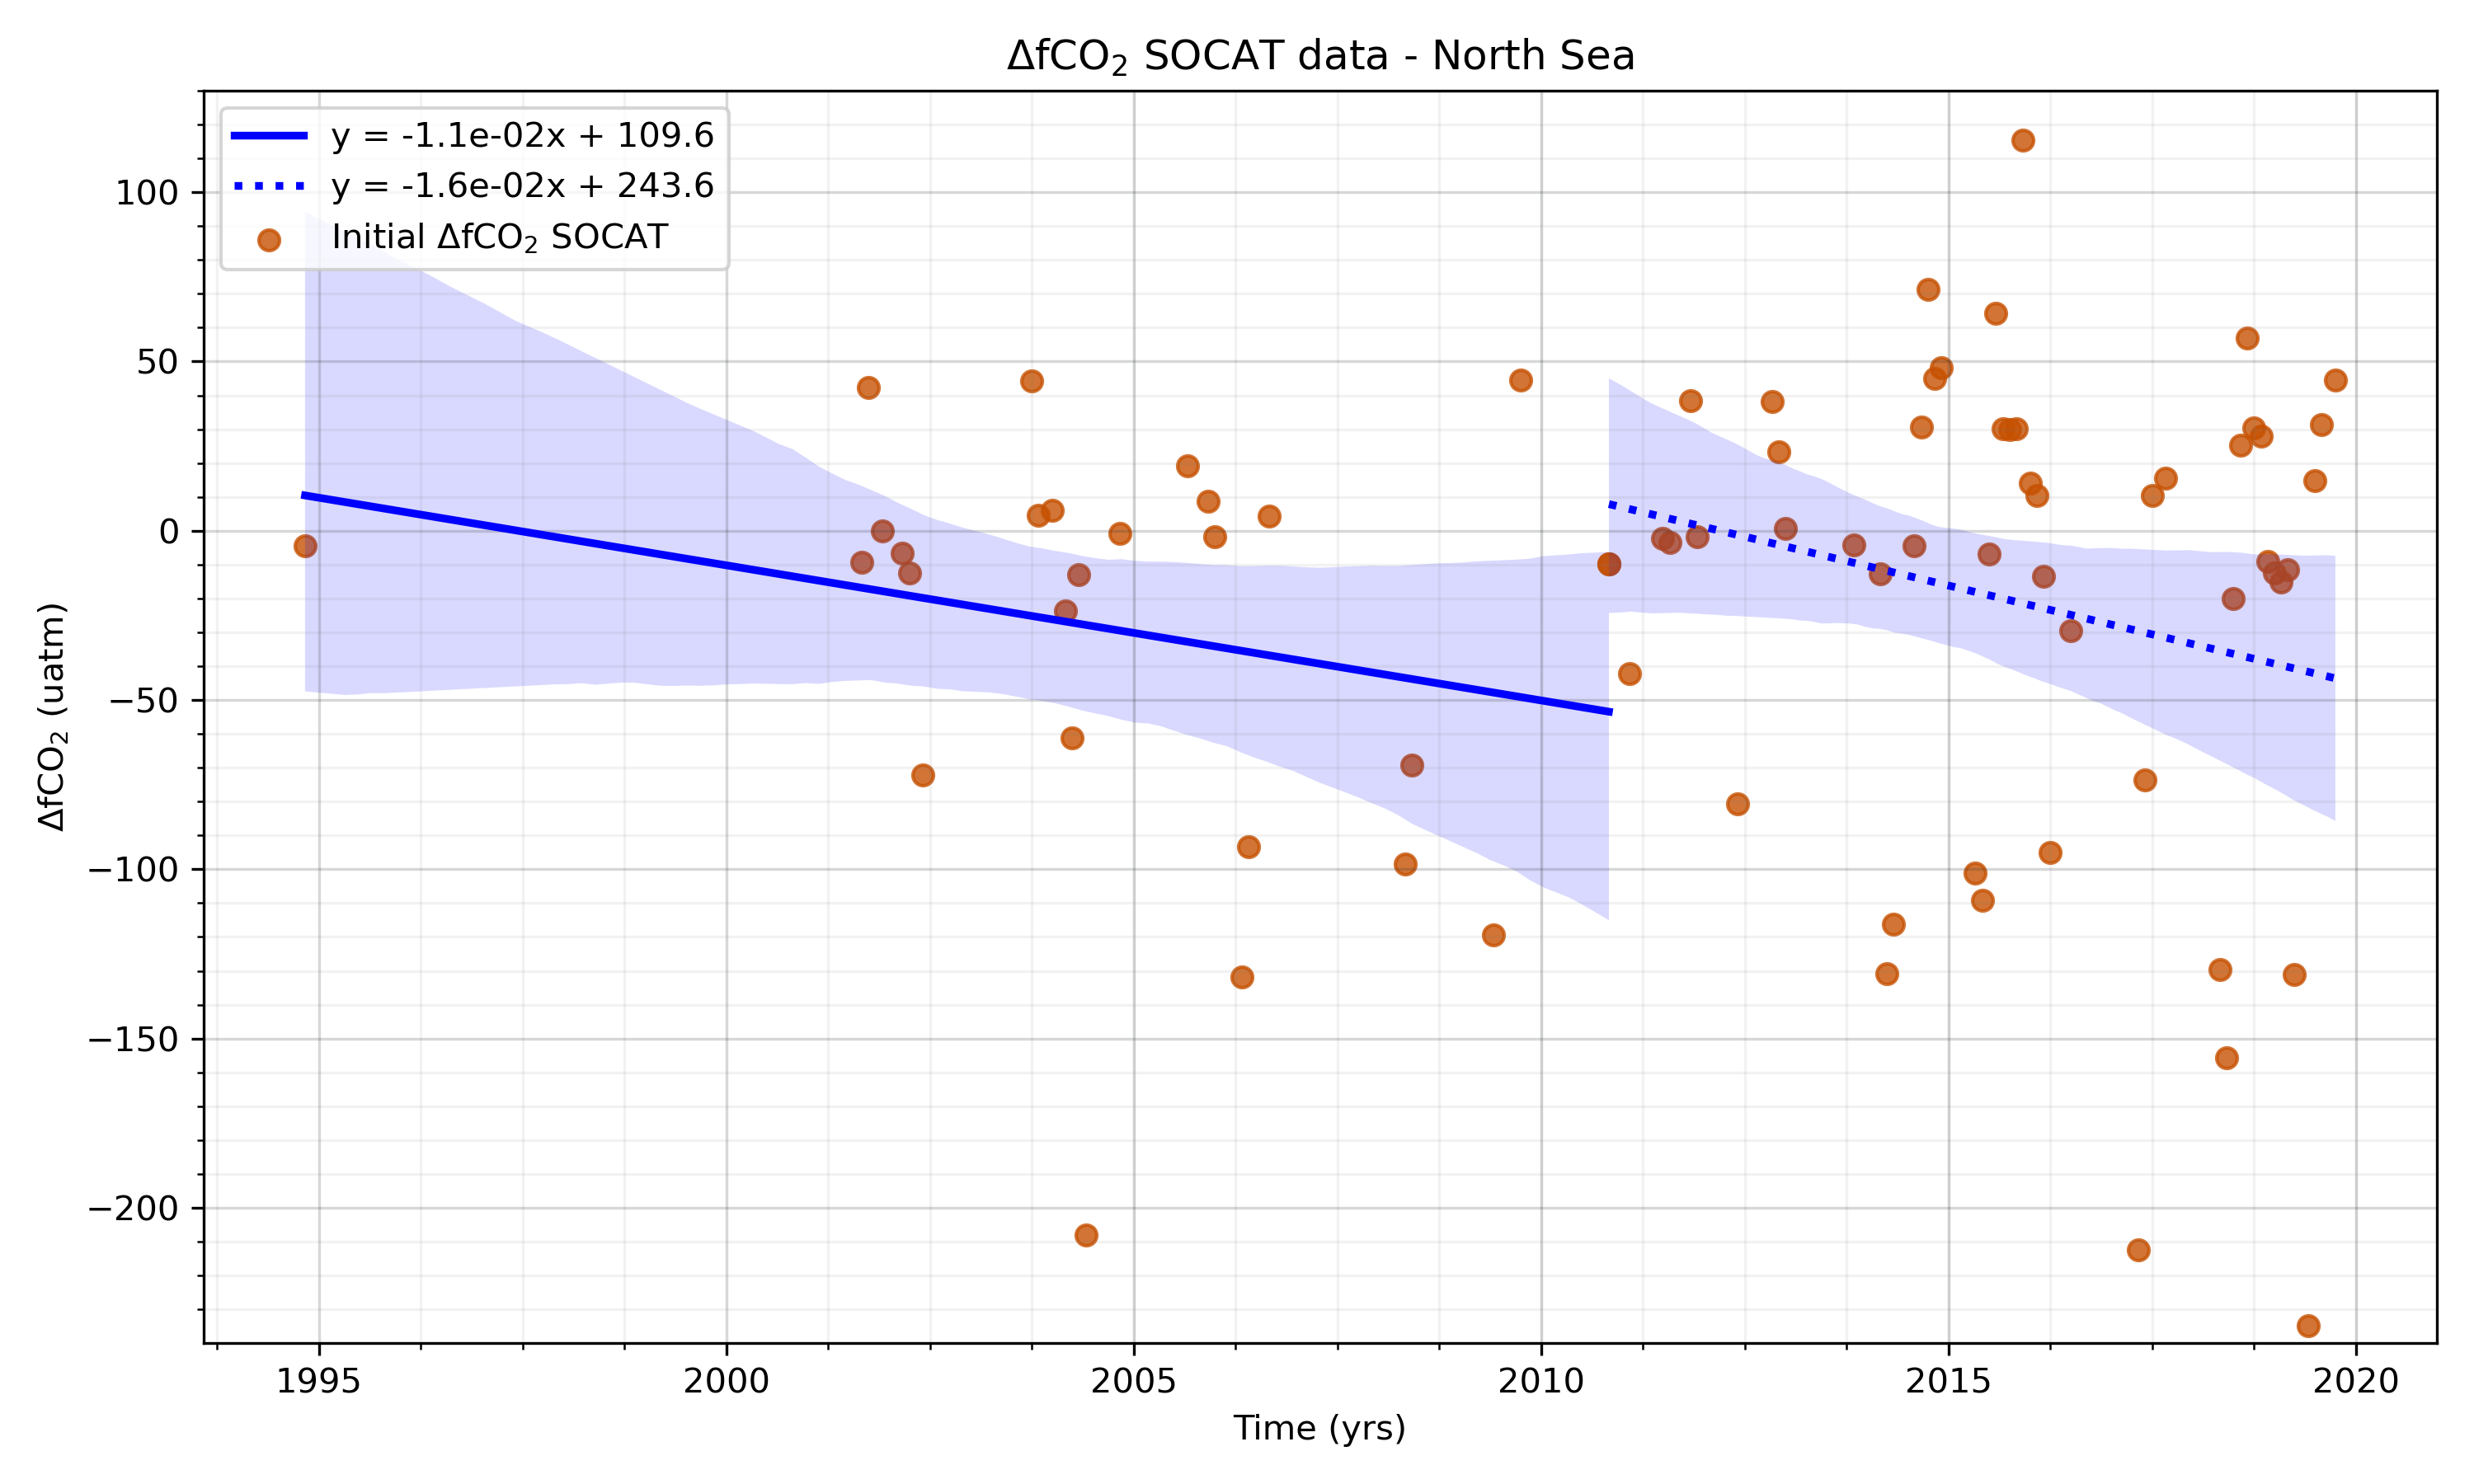 ΔfCO₂ SOCAT data - North Sea
y = -1.1e-02x + 109.6
y = -1.6e-02x + 243.6
Initial ΔfCO₂ SOCAT
100
50
0
−50
−100
−150
−200
ΔfCO₂ (uatm)
1995 2000 2005 2010 2015 2020
Time (yrs)